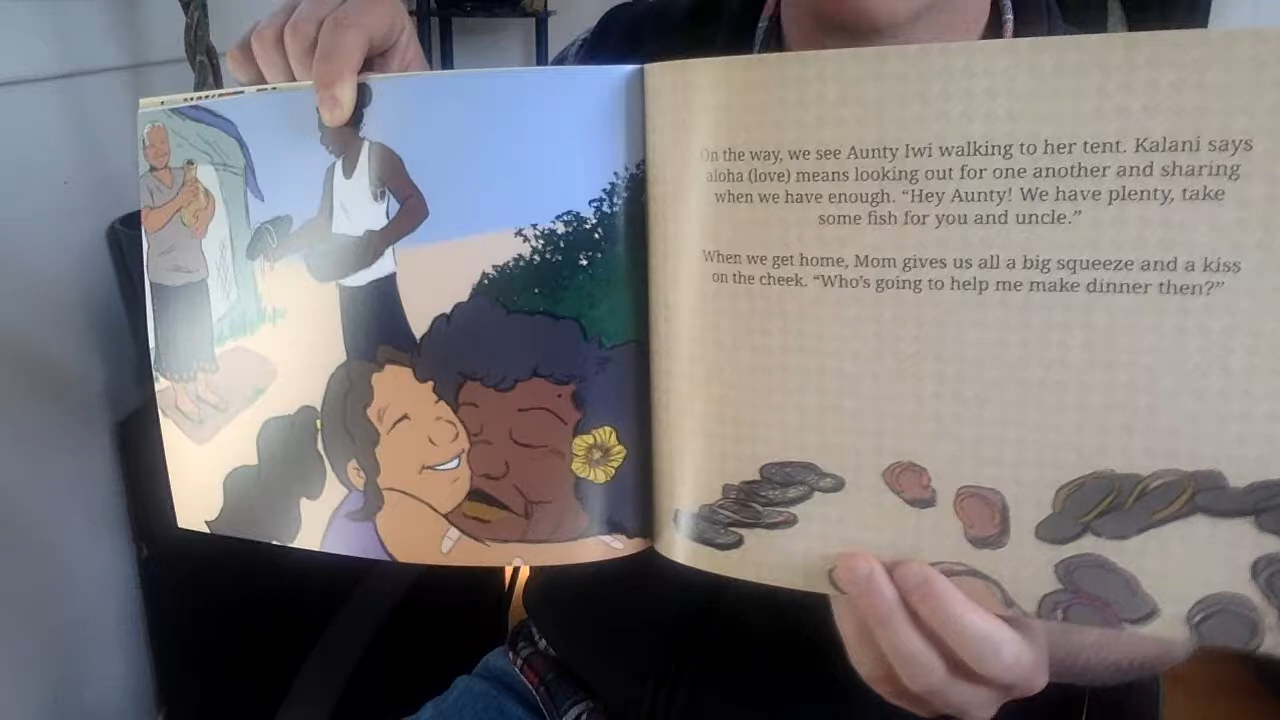 On the way, we see Aunty Iwi walking to her tent. Kalani says
aloha (love) means looking out for one another and sharing
when we have enough. “Hey Aunty! We have plenty, take
some fish for you and uncle.”
When we get home, Mom gives us all a big squeeze and a kiss
on the cheek. “Who’s going to help me make dinner then?”